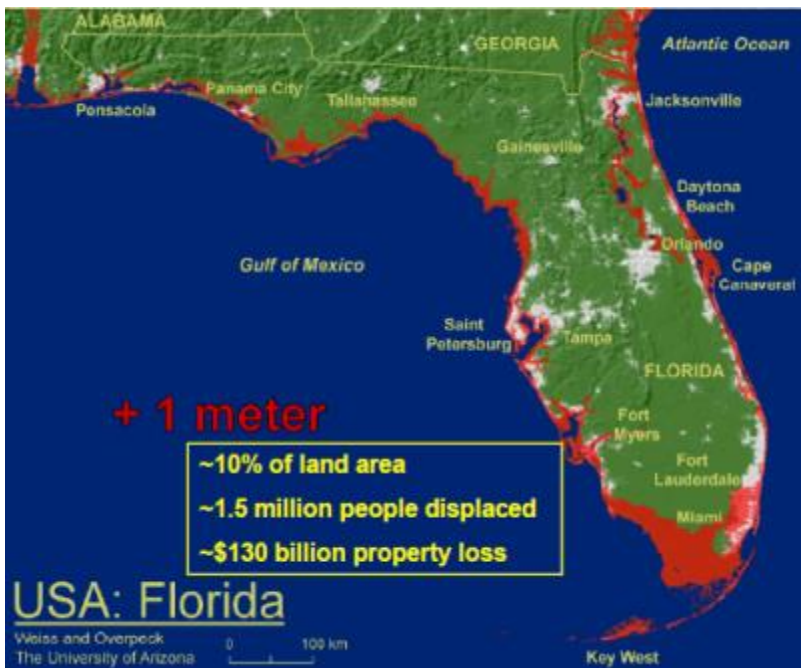 ALABAMA
GEORGIA
Atlantic Ocean
Pensacola
Panama City
Tallahassee
Jacksonville
Gainesville
Daytona
Beach
Orlando
Cape
Canaveral
Gulf of Mexico
Saint
Petersburg
Tampa
FLORIDA
+ 1 meter
Fort
Myers
~10% of land area
~1.5 million people displaced
~$130 billion property loss
Fort
Lauderdale
Miami
USA: Florida
Weiss and Overpeck
The University of Arizona
0 100 km
Key West